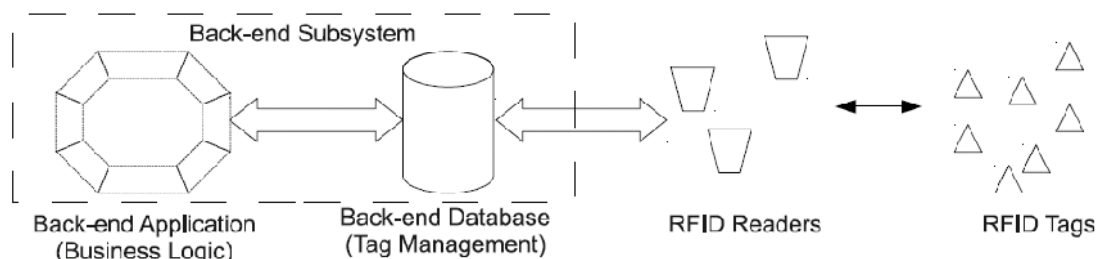 Back-end Subsystem
Back-end Application
(Business Logic)
Back-end Database
(Tag Management)
RFID Readers
RFID Tags